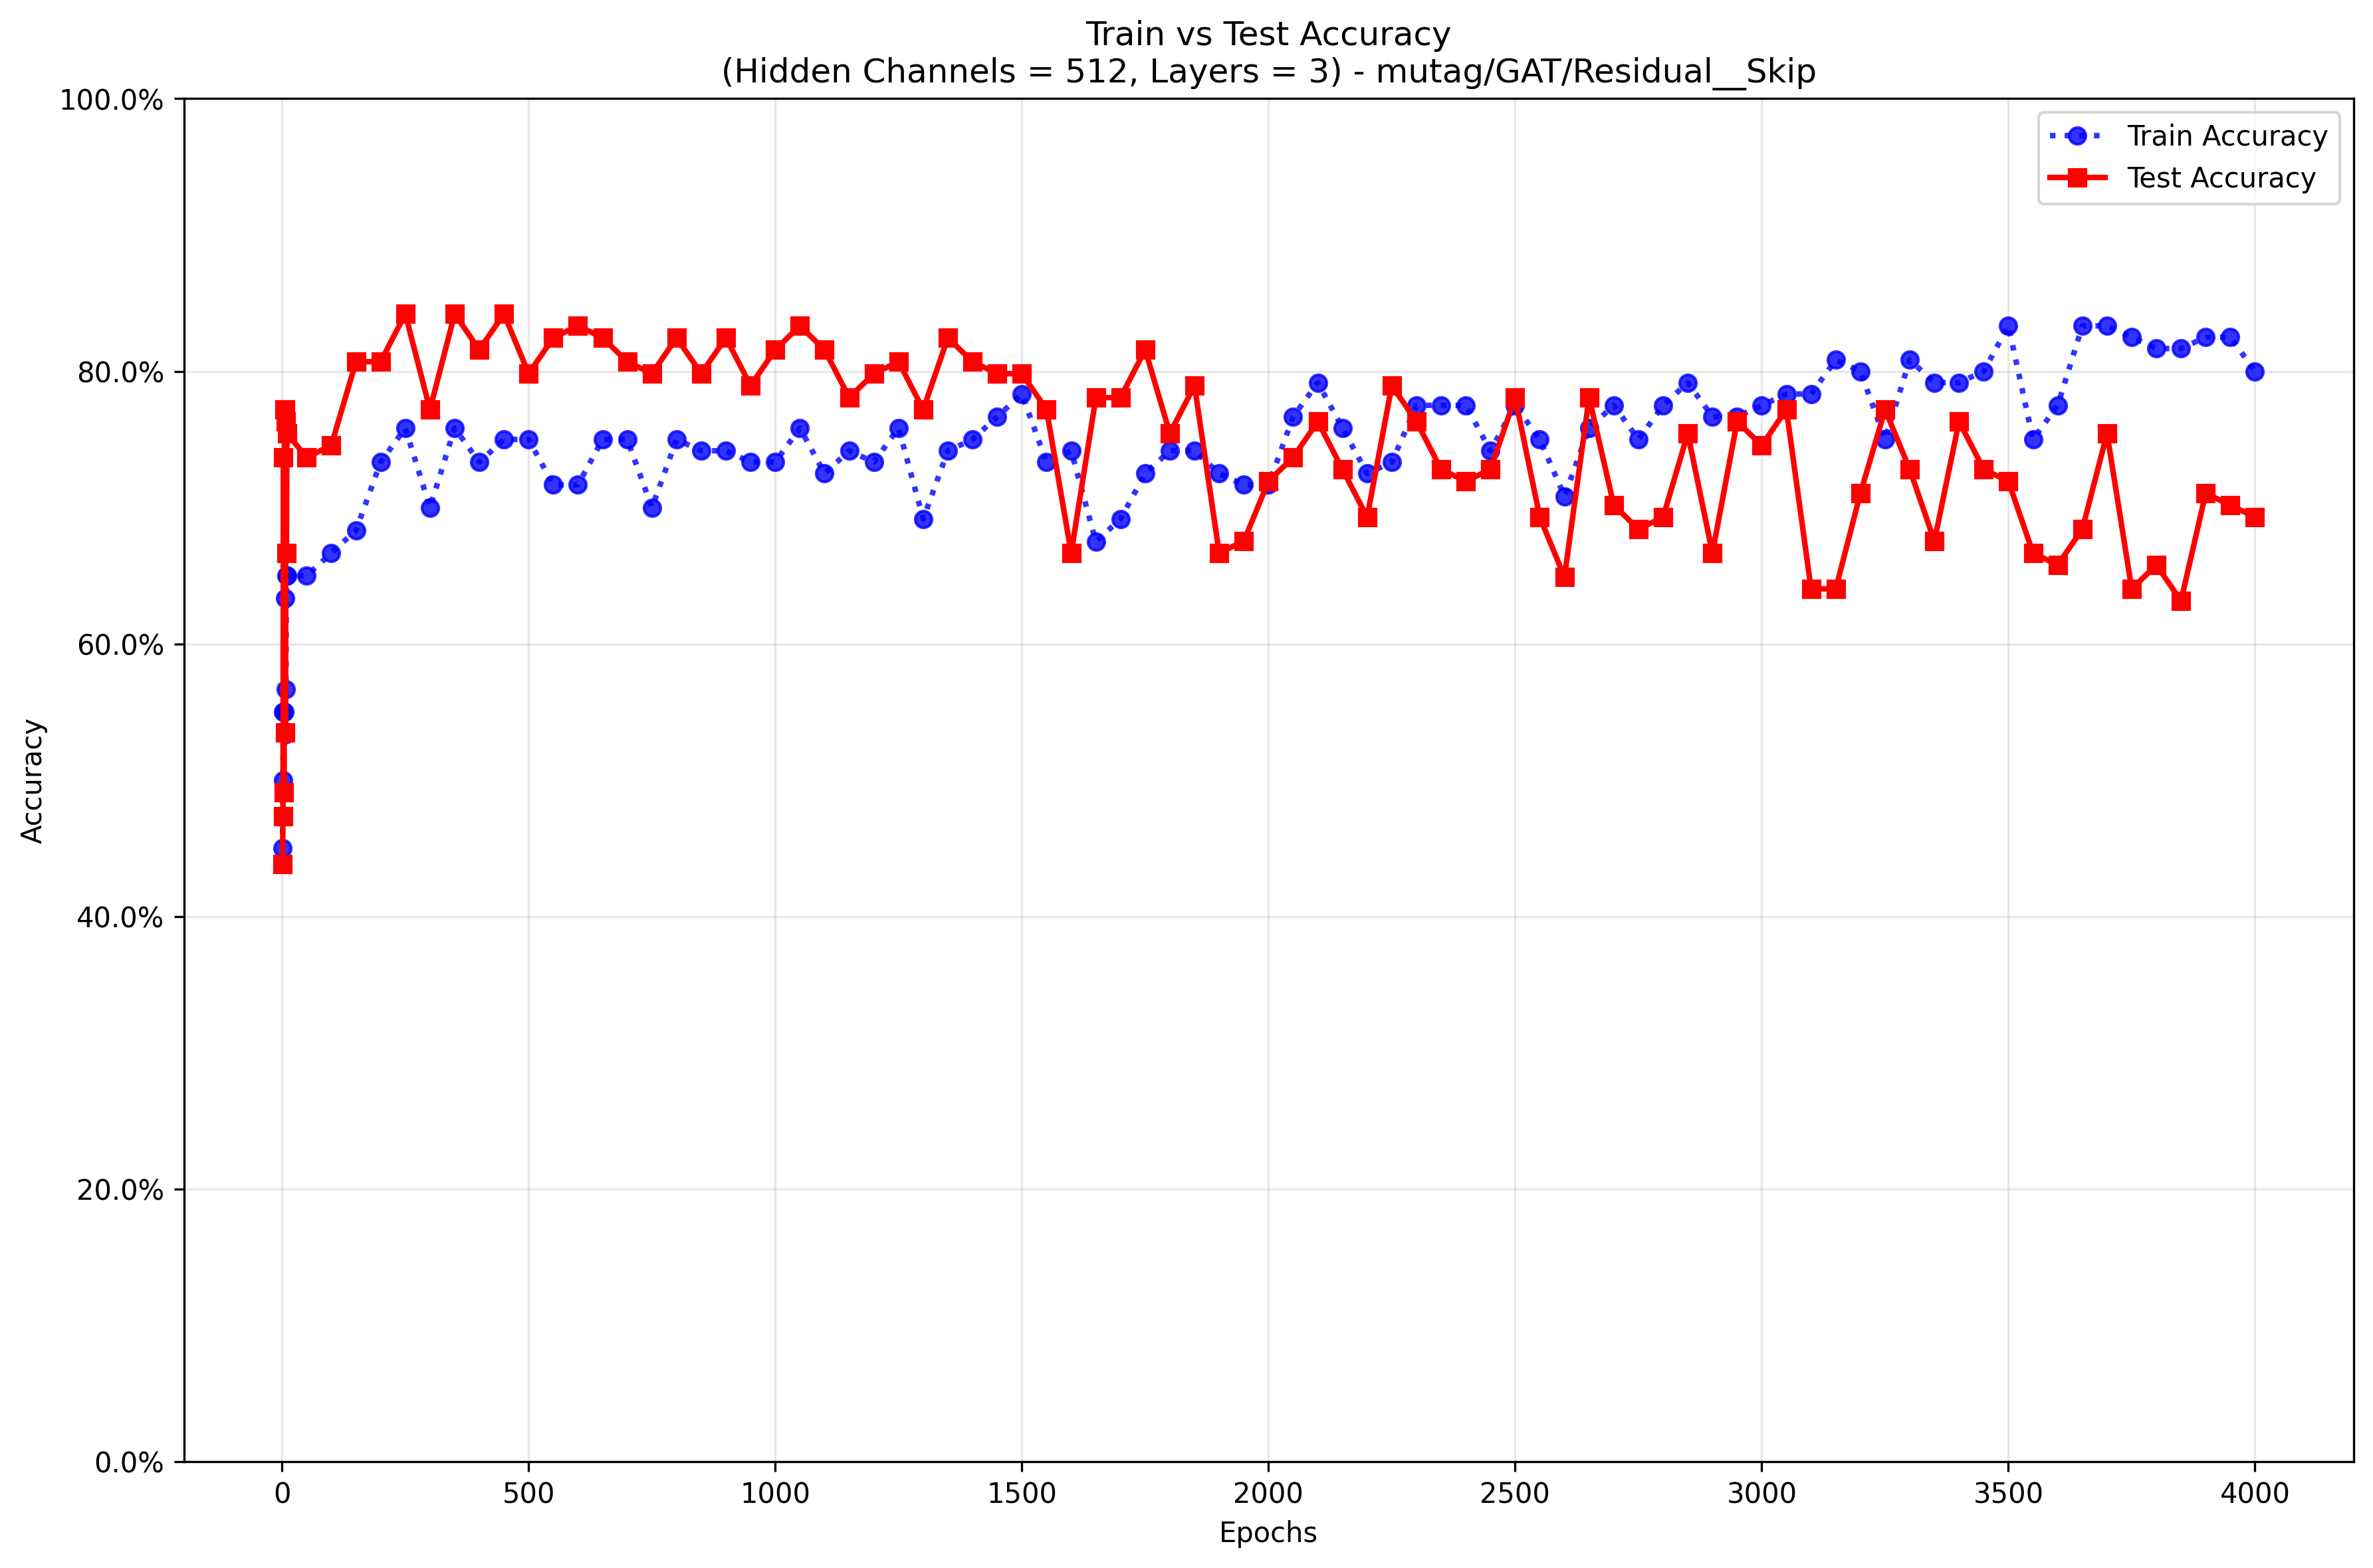 Train vs Test Accuracy
(Hidden Channels = 512, Layers = 3) - mutag/GAT/Residual__Skip
100.0%
80.0%
60.0%
40.0%
20.0%
0.0%
Accuracy
Train Accuracy
Test Accuracy
0
500
1000
1500
2000
2500
3000
3500
4000
Epochs